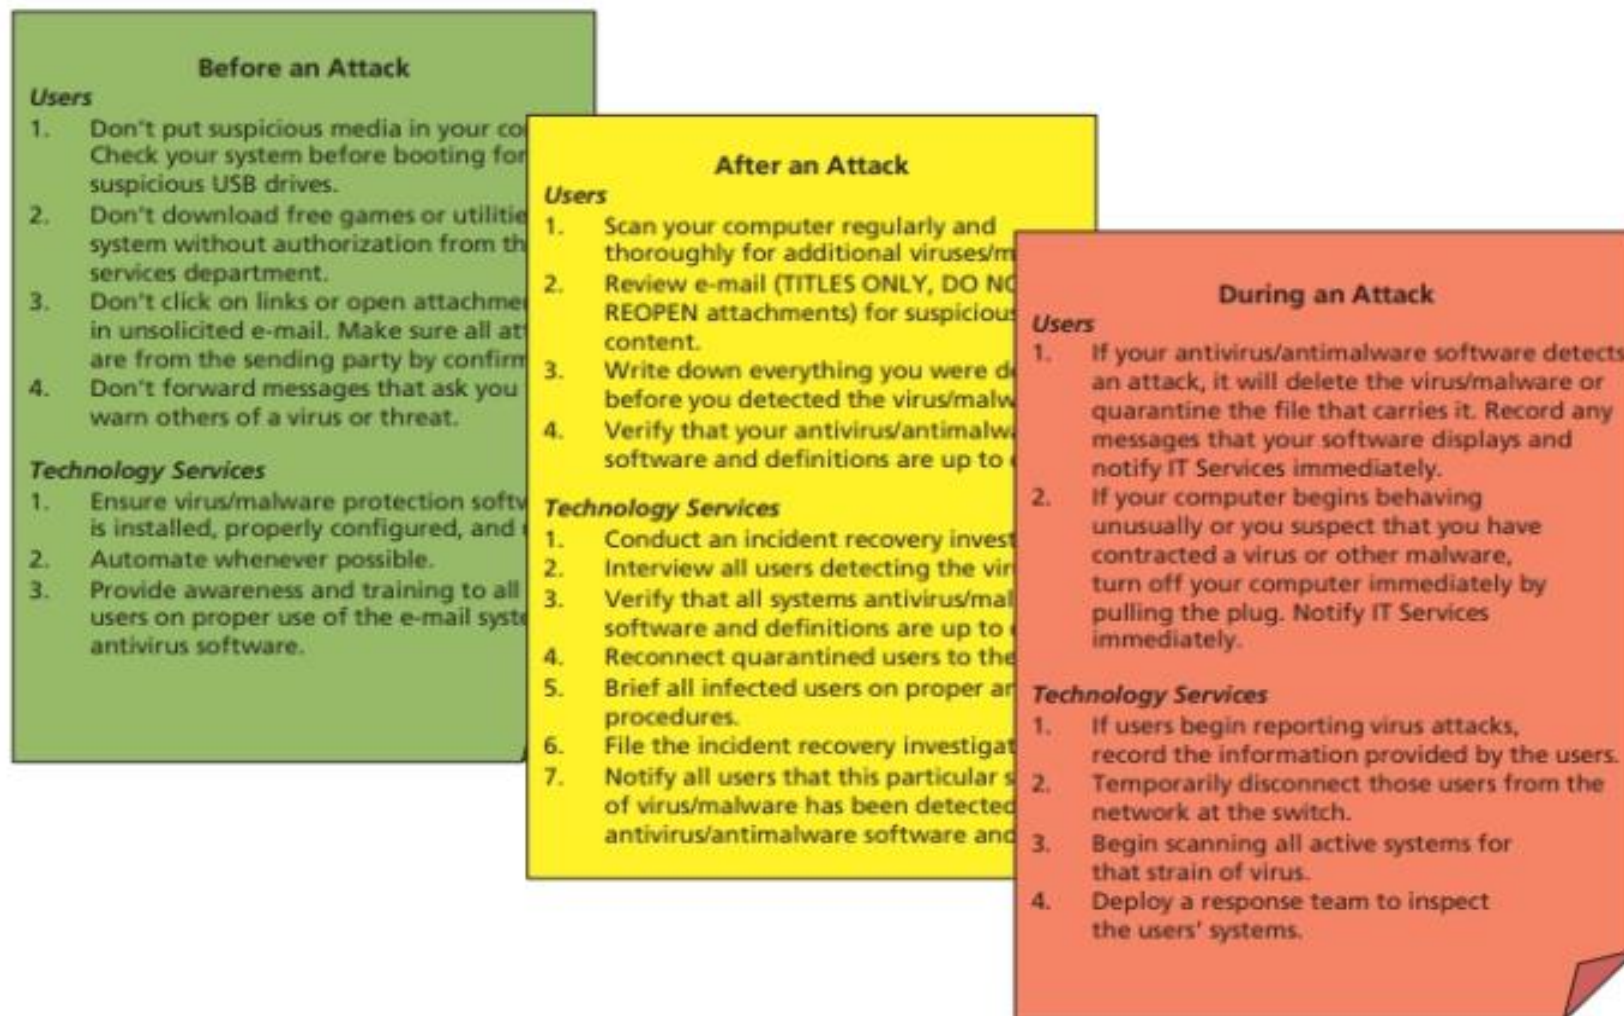 Before an Attack
Users
1. Don't put suspicious media in your co
Check your system before booting for
suspicious USB drives.
2. Don't download free games or utilitie
system without authorization from th
services department.
3. Don't click on links or open attachme
in unsolicited e-mail. Make sure all at
are from the sending party by confirm
4. Don't forward messages that ask you
warn others of a virus or threat.
Technology Services
1. Ensure virus/malware protection softw
is installed, properly configured, and
2. Automate whenever possible.
3. Provide awareness and training to all
users on proper use of the e-mail syste
antivirus software.
After an Attack
Users
1. Scan your computer regularly and
thoroughly for additional viruses/m
2. Review e-mail (TITLES ONLY, DO NO
REOPEN attachments) for suspicious
content.
3. Write down everything you were d
before you detected the virus/malw
4. Verify that your antivirus/antimalwa
software and definitions are up to
Technology Services
1. Conduct an incident recovery invest
2. Interview all users detecting the vir
3. Verify that all systems antivirus/mal
software and definitions are up to
4. Reconnect quarantined users to the
5. Brief all infected users on proper an
procedures.
6. File the incident recovery investigat
7. Notify all users that this particular s
of virus/malware has been detected
antivirus/antimalware software and
During an Attack
Users
1. If your antivirus/antimalware software detects
an attack, it will delete the virus/malware or
quarantine the file that carries it. Record any
messages that your software displays and
notify IT Services immediately.
2. If your computer begins behaving
unusually or you suspect that you have
contracted a virus or other malware,
turn off your computer immediately by
pulling the plug. Notify IT Services
immediately.
Technology Services
1. If users begin reporting virus attacks,
record the information provided by the users.
2. Temporarily disconnect those users from the
network at the switch.
3. Begin scanning all active systems for
that strain of virus.
4. Deploy a response team to inspect
the users' systems.